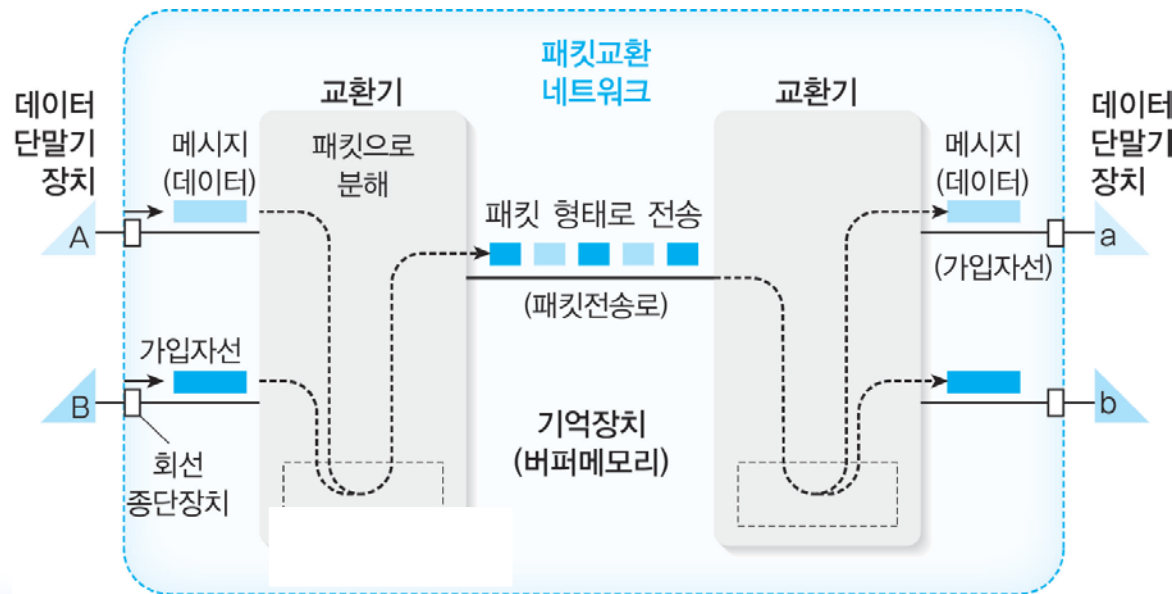 패킷교환
네트워크
데이터
단말기
장치
교환기
교환기
데이터
단말기
장치
메시지
(데이터)
패킷으로
분해
메시지
(데이터)
A
패킷 형태로 전송
a
(패킷전송로)
(가입자선)
가입자선
B
b
기억장치
(버퍼메모리)
회선
종단장치